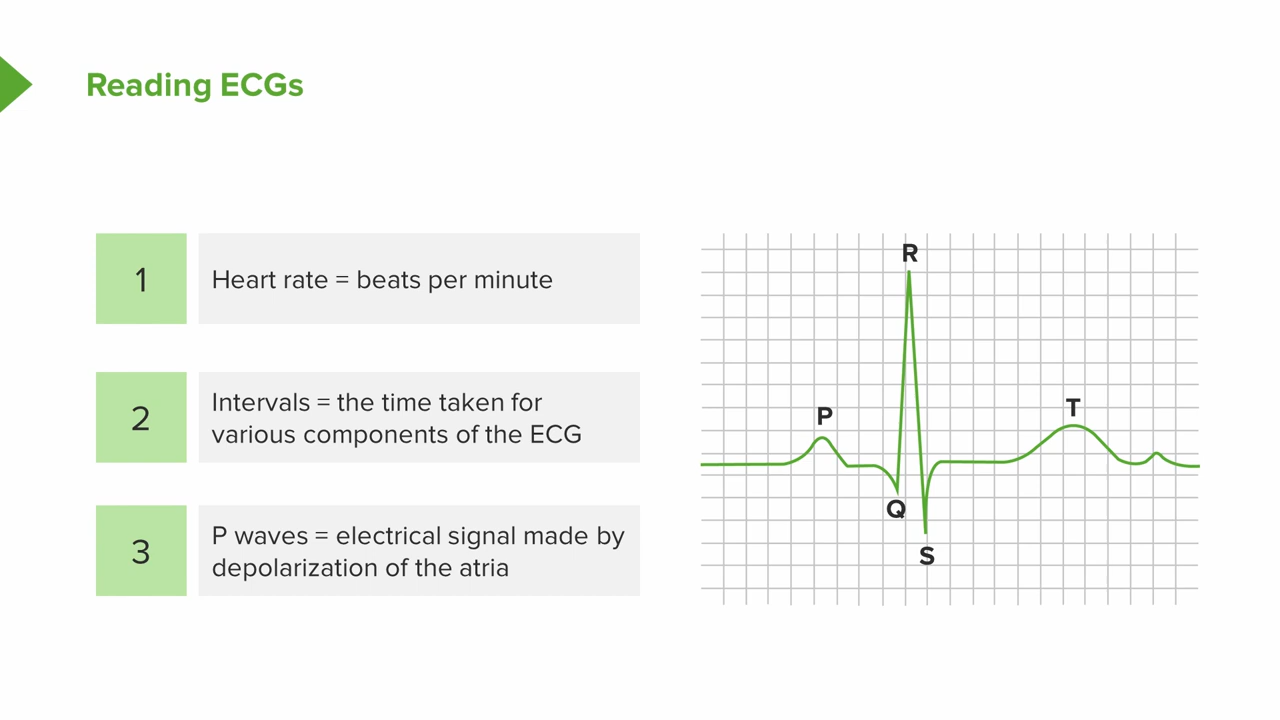 Reading ECGs
1
Heart rate = beats per minute
2
Intervals = the time taken for
various components of the ECG
3
P waves = electrical signal made by
depolarization of the atria
R
P
T
Q
S